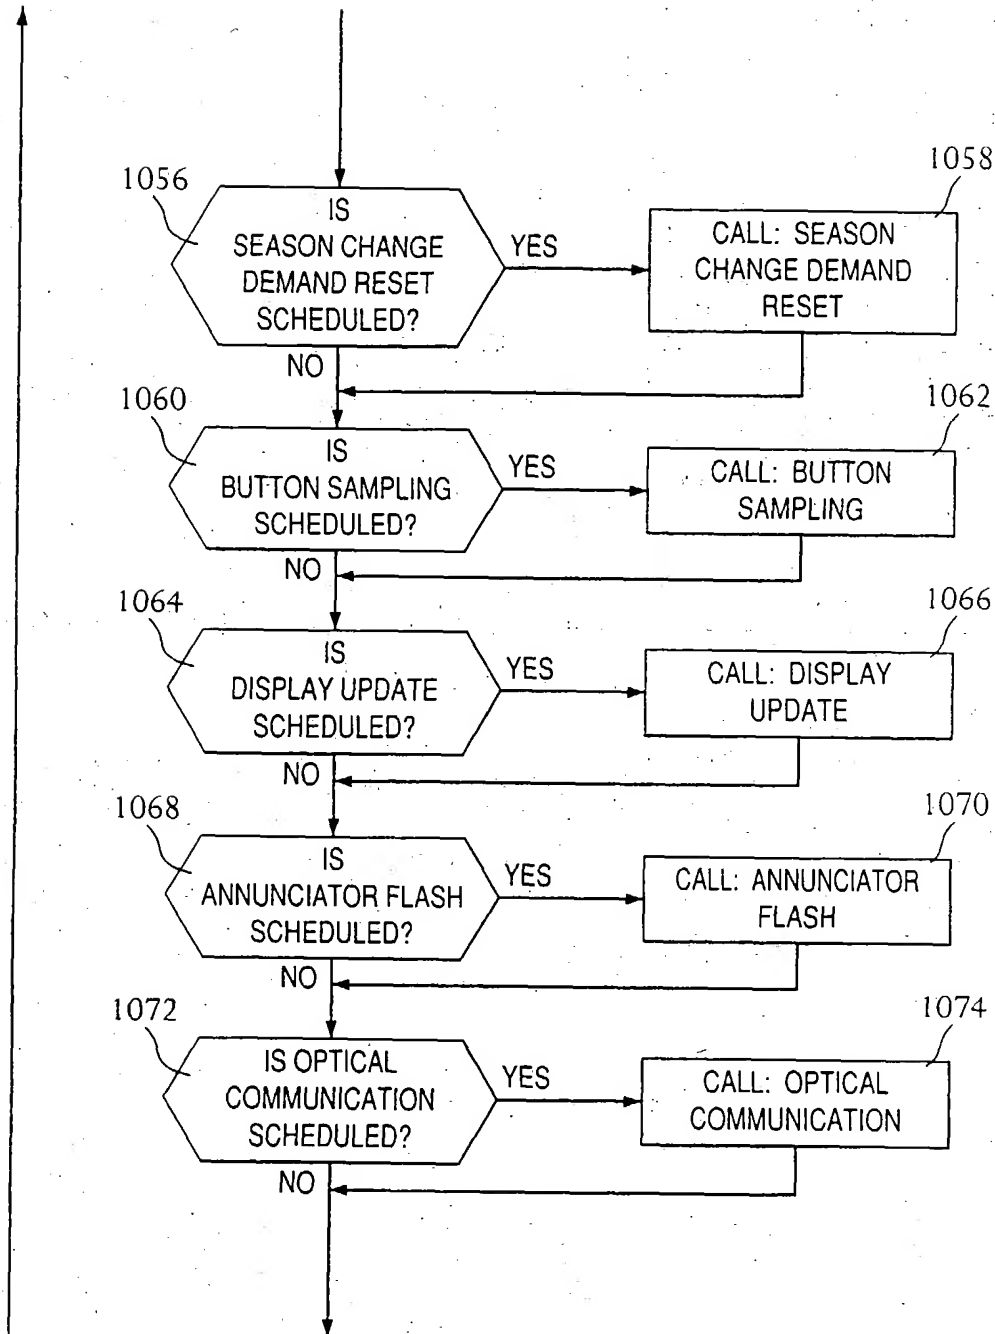 1056
IS
SEASON CHANGE
DEMAND RESET
SCHEDULED?
YES
1058
CALL: SEASON
CHANGE DEMAND
RESET
NO
1060
IS
BUTTON SAMPLING
SCHEDULED?
YES
1062
CALL: BUTTON
SAMPLING
NO
1064
IS
DISPLAY UPDATE
SCHEDULED?
YES
1066
CALL: DISPLAY
UPDATE
NO
1068
IS
ANNUNCIATOR FLASH
SCHEDULED?
YES
1070
CALL: ANNUNCIATOR
FLASH
NO
1072
IS OPTICAL
COMMUNICATION
SCHEDULED?
YES
1074
CALL: OPTICAL
COMMUNICATION
NO